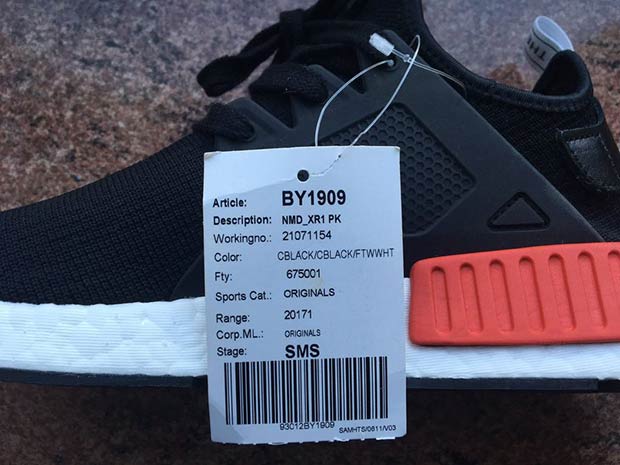 Article: BY1909
Description: NMD_XR1 PK
Workingno.: 21071154
Color: CBLACK/CBLACK/FTWWHT
Fty: 675001
Sports Cat.: ORIGINALS
Range: 20171
Corp.ML.: ORIGINALS
Stage: SMS
93012BY1909
SAMHTS/0611/V03